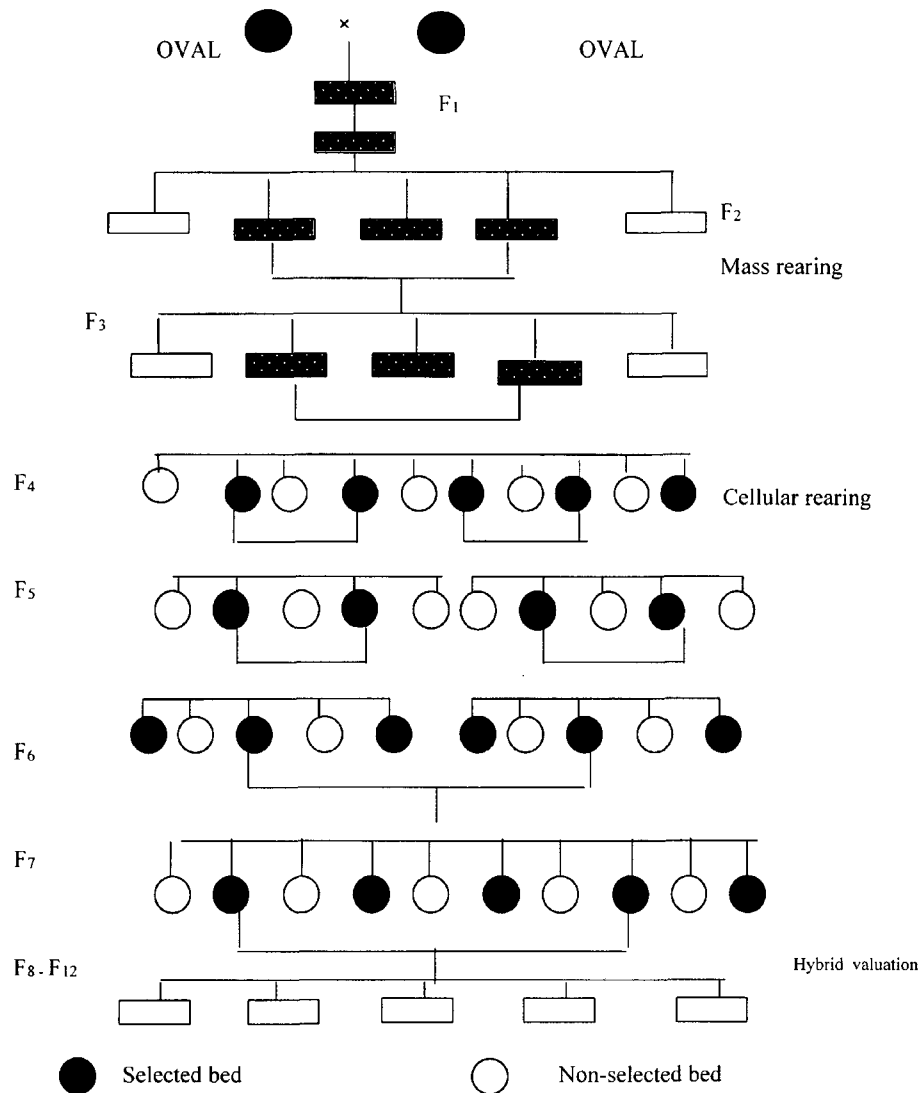 ×
OVAL OVAL
F1
F2
Mass rearing
F3
F4
Cellular rearing
F5
F6
F7
F8 - F12
Hybrid valuation
Selected bed Non-selected bed